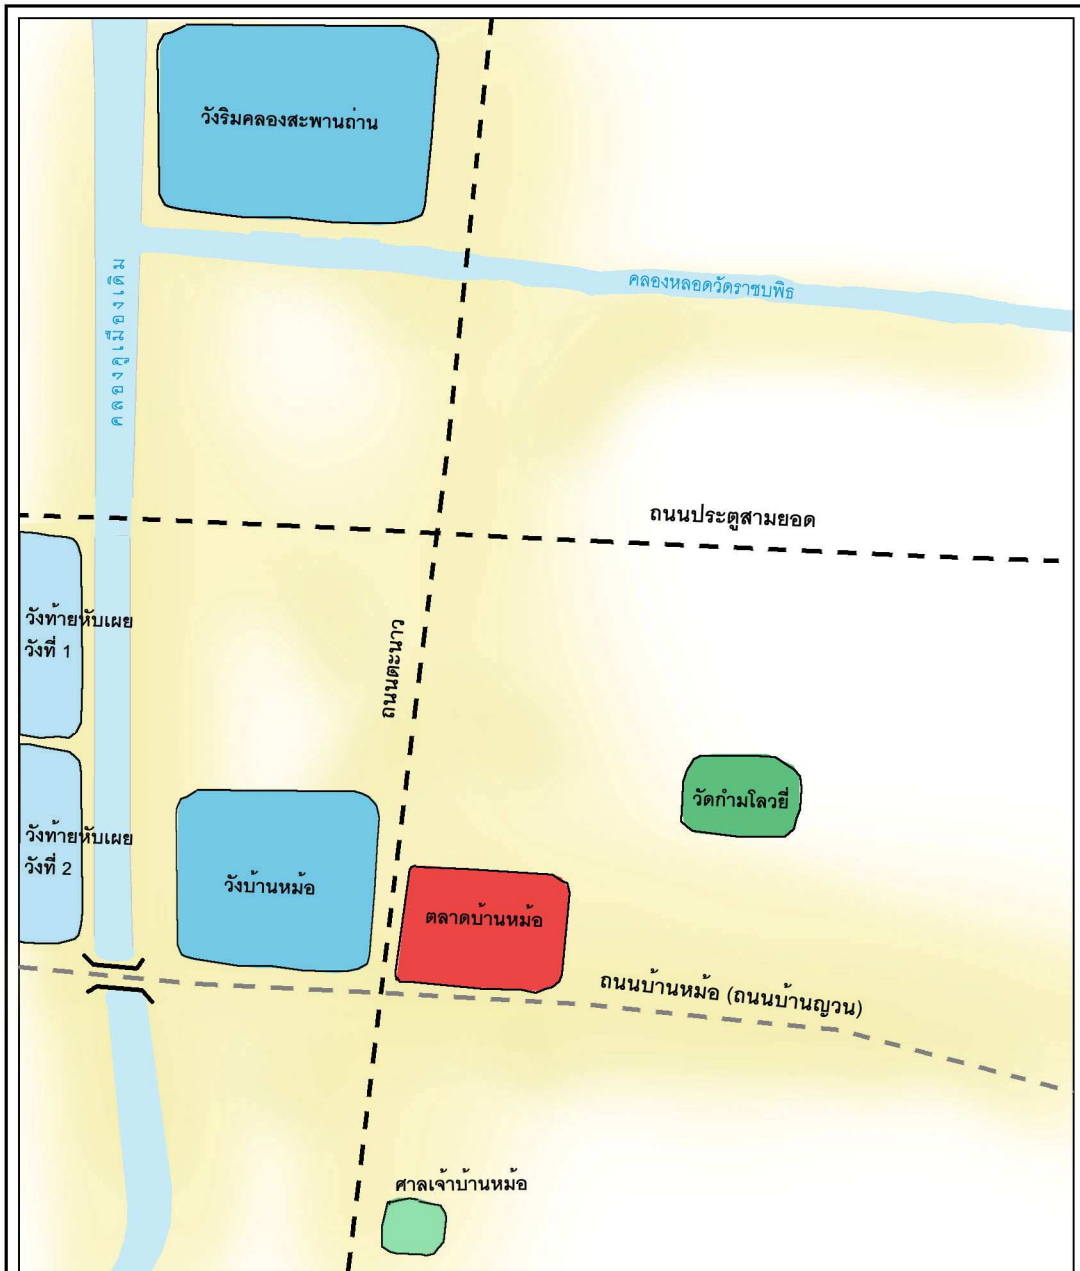 วังริมคลองสะพานถ่าน
คลองคูเมืองเดิม
คลองหลอดวัดราชบพิธ
ถนนประตูสามยอด
วังท้ายหับเผย
วังที่ 1
ถนนตะนาว
วังท้ายหับเผย
วังที่ 2
วังบ้านหม้อ
วัดกำมโลวยี่
ตลาดบ้านหม้อ
ถนนบ้านหม้อ (ถนนบ้านญวน)
ศาลเจ้าบ้านหม้อ